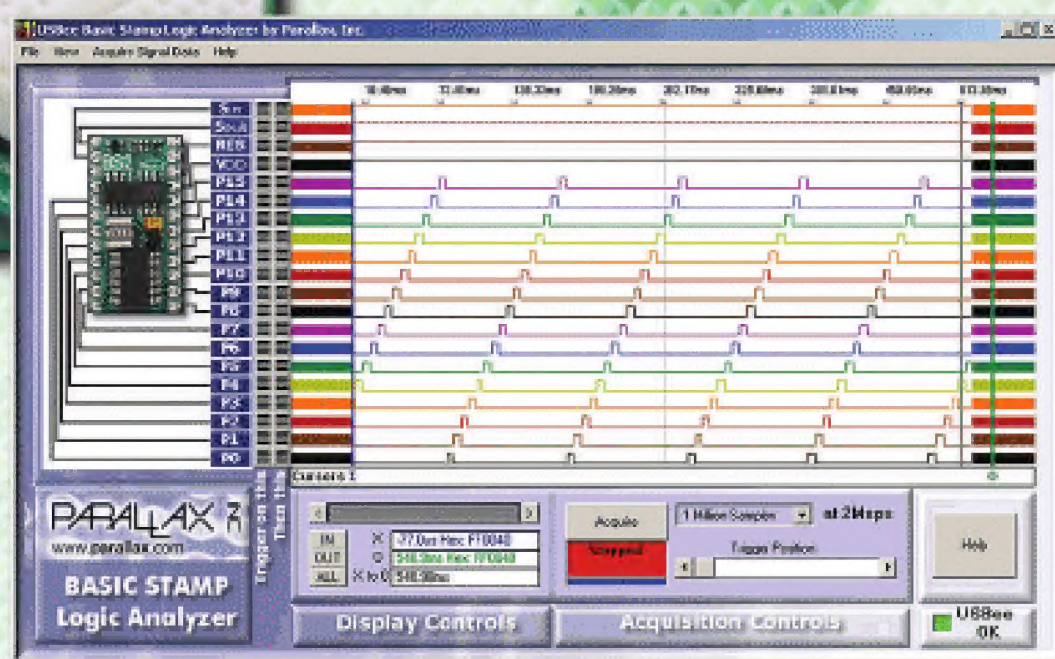 USBee Basic Stamp Logic Analyzer by Parallax, Inc.
File View Acquire Signal Data Help
Sin
Sout
RES
VDD
P15
P14
P13
P12
P11
P10
P9
P8
P7
P6
P5
P4
P3
P2
P1
P0
Cursors
Trigger on this
Then this
PARALLAX
www.parallax.com
BASIC STAMP
Logic Analyzer
IN
OUT
ALL
X
O
X to O
Display Controls
Acquire
1 Million Samples at 2Msps
Stopped
Trigger Position
Acquisition Controls
Help
USBee
OK